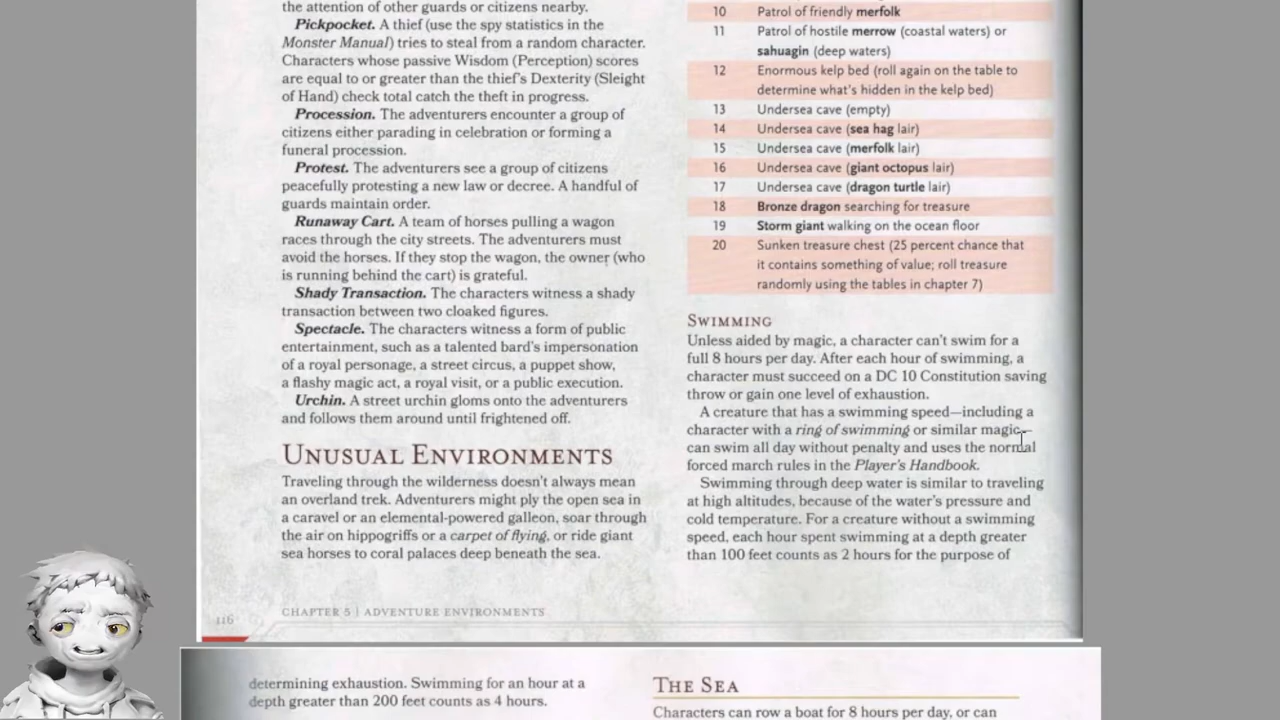 the attention of other guards or citizens nearby.
Pickpocket. A thief (use the spy statistics in the
Monster Manual) tries to steal from a random character.
Characters whose passive Wisdom (Perception) scores
are equal to or greater than the thief's Dexterity (Sleight
of Hand) check total catch the theft in progress.
Procession. The adventurers encounter a group of
citizens either parading in celebration or forming a
funeral procession.
Protest. The adventurers see a group of citizens
peacefully protesting a new law or decree. A handful of
guards maintain order.
Runaway Cart. A team of horses pulling a wagon
races through the city streets. The adventurers must
avoid the horses. If they stop the wagon, the owner (who
is running behind the cart) is grateful.
Shady Transaction. The characters witness a shady
transaction between two cloaked figures.
Spectacle. The characters witness a form of public
entertainment, such as a talented bard's impersonation
of a royal personage, a street circus, a puppet show,
a flashy magic act, a royal visit, or a public execution.
Urchin. A street urchin gloms onto the adventurers
and follows them around until frightened off.
Unusual Environments
Traveling through the wilderness doesn't always mean
an overland trek. Adventurers might ply the open sea in
a caravel or an elemental-powered galleon, soar through
the air on hippogriffs or a carpet of flying, or ride giant
sea horses to coral palaces deep beneath the sea.
10 Patrol of friendly merfolk
11 Patrol of hostile merrow (coastal waters) or
sahuagin (deep waters)
12 Enormous kelp bed (roll again on the table to
determine what's hidden in the kelp bed)
13 Undersea cave (empty)
14 Undersea cave (sea hag lair)
15 Undersea cave (merfolk lair)
16 Undersea cave (giant octopus lair)
17 Undersea cave (dragon turtle lair)
18 Bronze dragon searching for treasure
19 Storm giant walking on the ocean floor
20 Sunken treasure chest (25 percent chance that
it contains something of value; roll treasure
randomly using the tables in chapter 7)
Swimming
Unless aided by magic, a character can't swim for a
full 8 hours per day. After each hour of swimming, a
character must succeed on a DC 10 Constitution saving
throw or gain one level of exhaustion.
A creature that has a swimming speed—including a
character with a ring of swimming or similar magic—
can swim all day without penalty and uses the normal
forced march rules in the Player's Handbook.
Swimming through deep water is similar to traveling
at high altitudes, because of the water's pressure and
cold temperature. For a creature without a swimming
speed, each hour spent swimming at a depth greater
than 100 feet counts as 2 hours for the purpose of
116 CHAPTER 5 | ADVENTURE ENVIRONMENTS
determining exhaustion. Swimming for an hour at a
depth greater than 200 feet counts as 4 hours.
The Sea
Characters can row a boat for 8 hours per day, or can